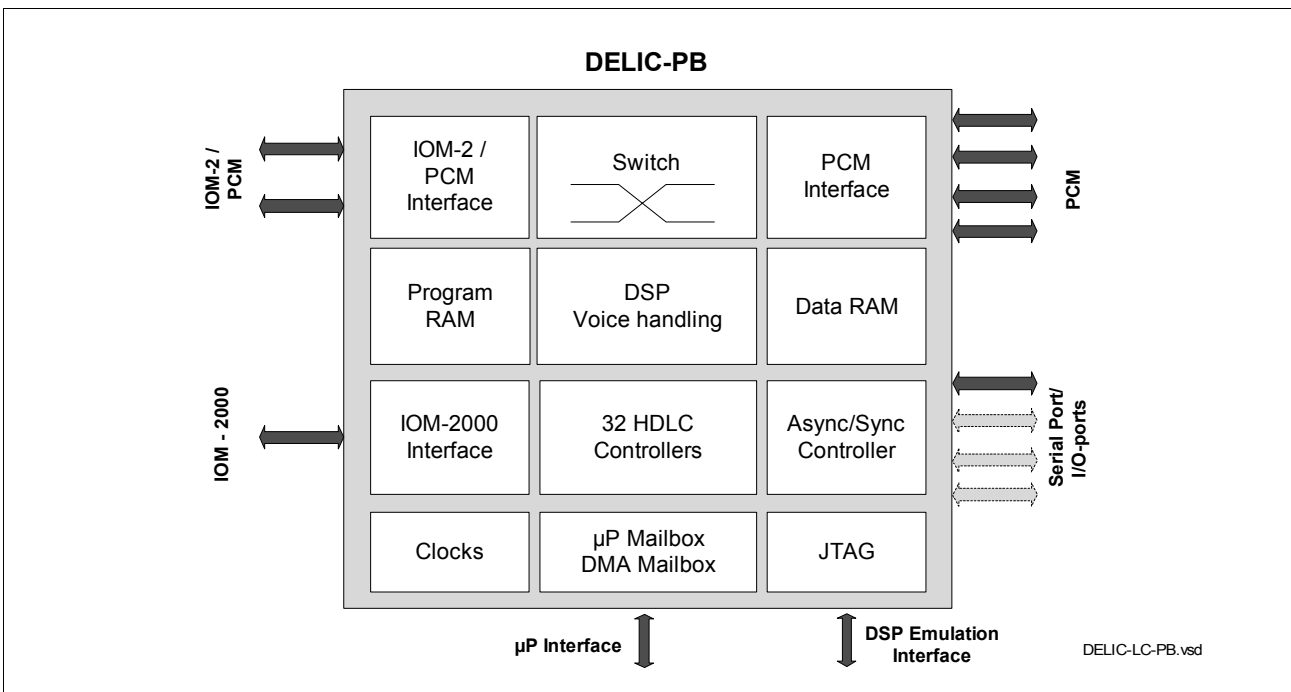 DELIC-PB
IOM-2 /
PCM
IOM-2 /
PCM
Interface
Switch
PCM
Interface
PCM
Program
RAM
DSP
Voice handling
Data RAM
IOM - 2000
IOM-2000
Interface
32 HDLC
Controllers
Async/Sync
Controller
Serial Port/
I/O-ports
Clocks
µP Mailbox
DMA Mailbox
JTAG
µP Interface
DSP Emulation
Interface
DELIC-LC-PB.vsd